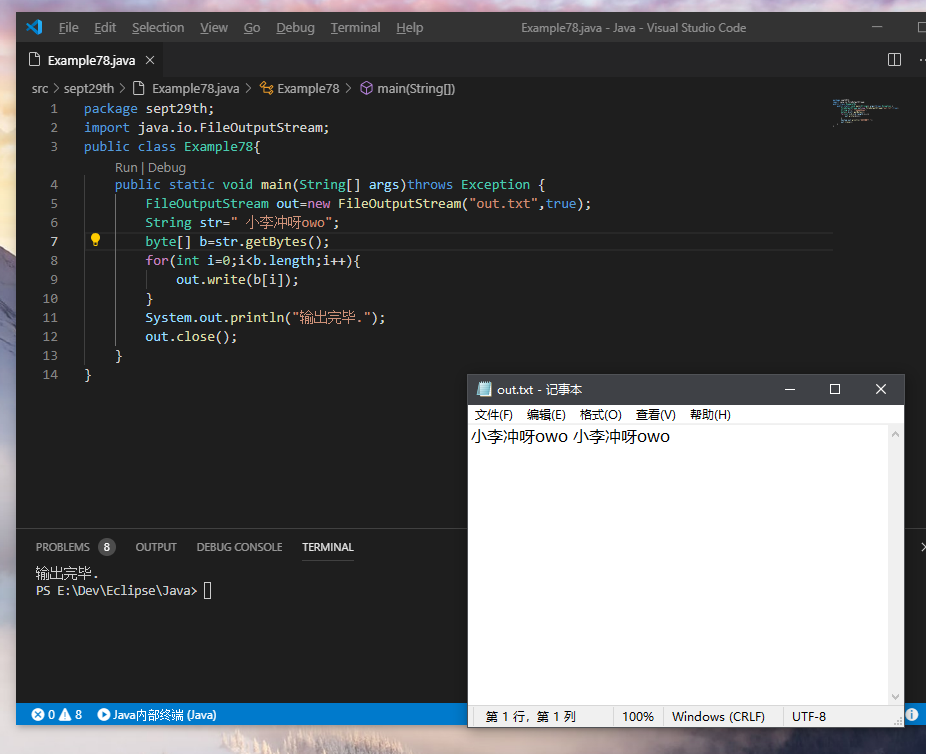 File Edit Selection View Go Debug Terminal Help Example78.java - Java - Visual Studio Code
Example78.java
src > sept29th > Example78.java > Example78 > main(String[])
1 package sept29th;
2 import java.io.FileOutputStream;
3 public class Example78{
Run | Debug
4 public static void main(String[] args)throws Exception {
5 FileOutputStream out=new FileOutputStream("out.txt",true);
6 String str=" 小李冲呀owo";
7 byte[] b=str.getBytes();
8 for(int i=0;i<b.length;i++){
9 out.write(b[i]);
10 }
11 System.out.println("输出完毕.");
12 out.close();
13 }
14 }
out.txt - 记事本
文件(F) 编辑(E) 格式(O) 查看(V) 帮助(H)
小李冲呀owo 小李冲呀owo
第 1 行，第 1 列 100% Windows (CRLF) UTF-8
PROBLEMS 8 OUTPUT DEBUG CONSOLE TERMINAL
输出完毕.
PS E:\Dev\Eclipse\Java>
0 8 Java内部终端 (Java)